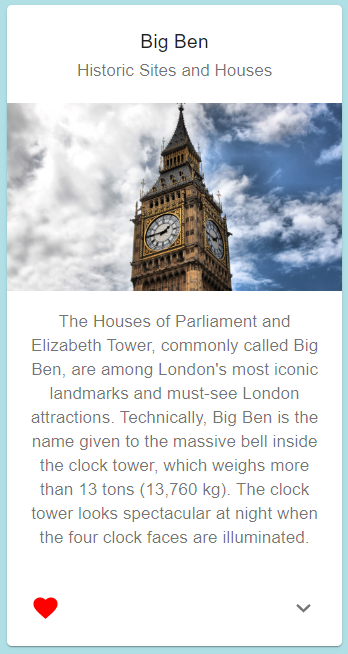 Big Ben
Historic Sites and Houses
The Houses of Parliament and
Elizabeth Tower, commonly called Big
Ben, are among London's most iconic
landmarks and must-see London
attractions. Technically, Big Ben is the
name given to the massive bell inside
the clock tower, which weighs more
than 13 tons (13,760 kg). The clock
tower looks spectacular at night when
the four clock faces are illuminated.